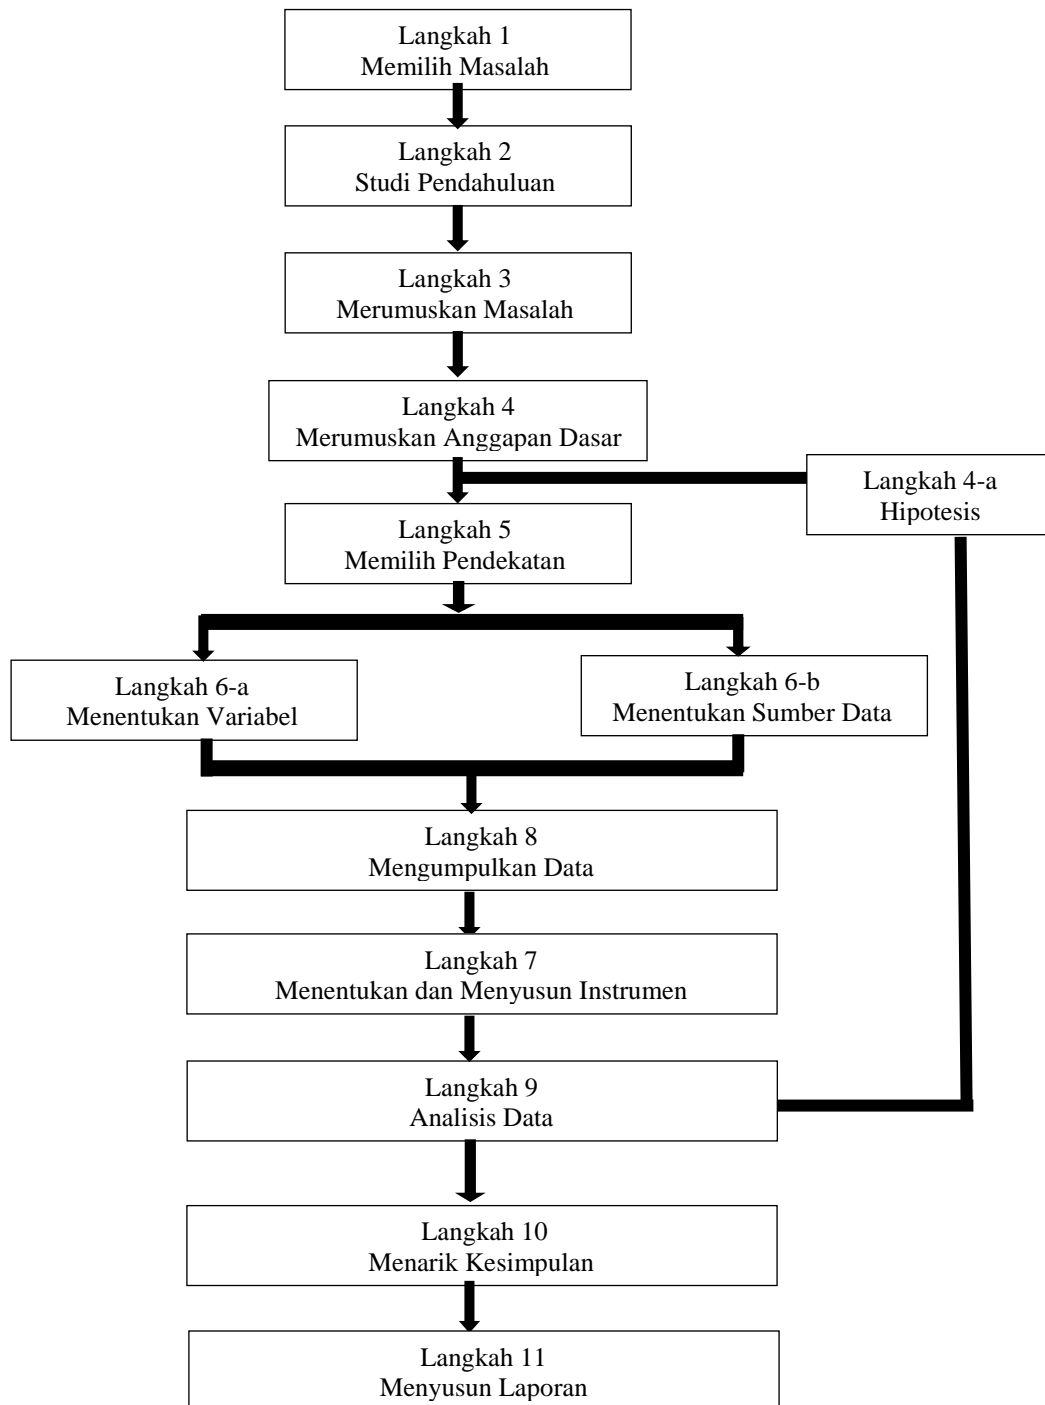 Langkah 1
Memilih Masalah
Langkah 2
Studi Pendahuluan
Langkah 3
Merumuskan Masalah
Langkah 4
Merumuskan Anggapan Dasar
Langkah 4-a
Hipotesis
Langkah 5
Memilih Pendekatan
Langkah 6-a
Menentukan Variabel
Langkah 6-b
Menentukan Sumber Data
Langkah 8
Mengumpulkan Data
Langkah 7
Menentukan dan Menyusun Instrumen
Langkah 9
Analisis Data
Langkah 10
Menarik Kesimpulan
Langkah 11
Menyusun Laporan